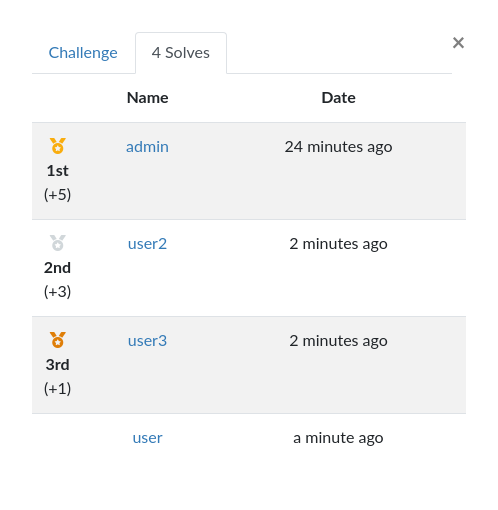 Challenge 4 Solves ×
Name Date
admin 24 minutes ago
1st
(+5)
user2 2 minutes ago
2nd
(+3)
user3 2 minutes ago
3rd
(+1)
user a minute ago